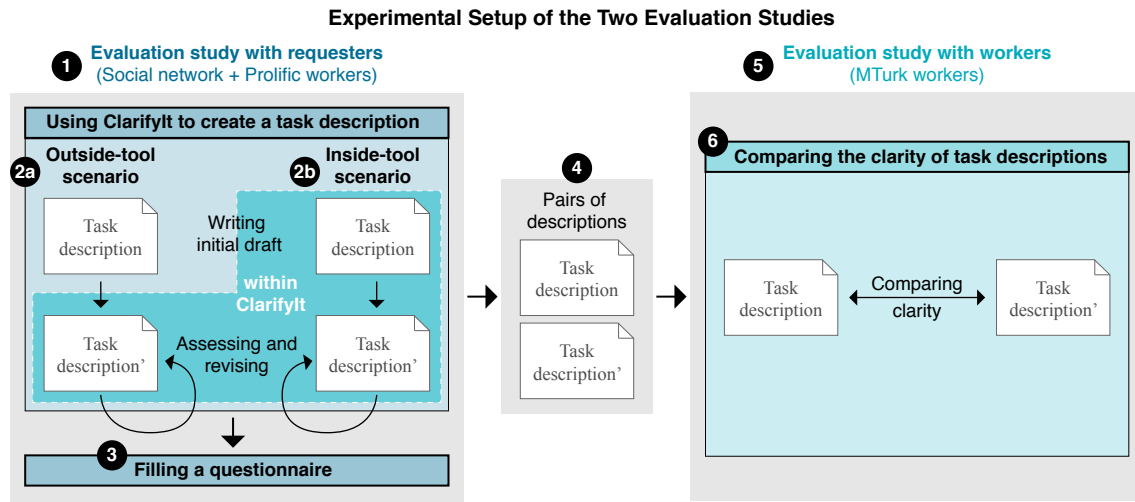 Experimental Setup of the Two Evaluation Studies
1 Evaluation study with requesters
(Social network + Prolific workers)
Using ClarifyIt to create a task description
2a Outside-tool
scenario
2b Inside-tool
scenario
Task
description
Writing
initial draft
Task
description
within
ClarifyIt
Task
description’
Assessing and
revising
Task
description’
3 Filling a questionnaire
4
Pairs of
descriptions
Task
description
Task
description’
5 Evaluation study with workers
(MTurk workers)
6 Comparing the clarity of task descriptions
Task
description
Comparing
clarity
Task
description’